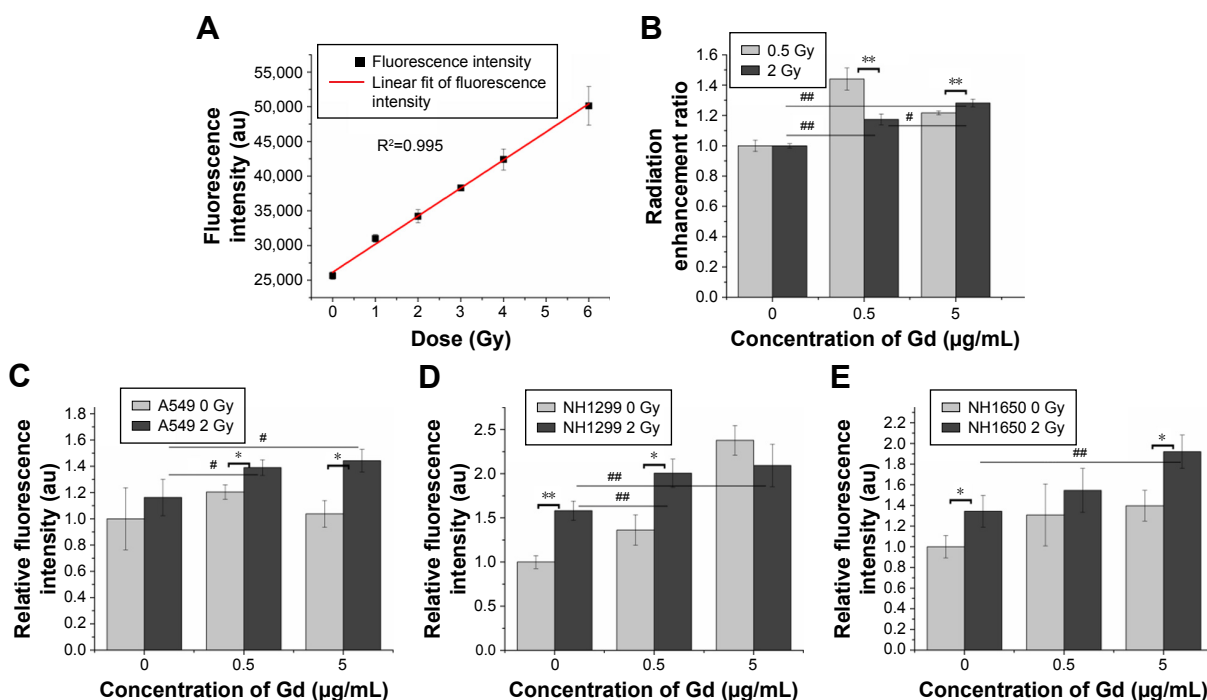 A
Fluorescence intensity
Linear fit of fluorescence
intensity
R²=0.995
55,000
50,000
45,000
40,000
35,000
30,000
25,000
Fluorescence
intensity (au)
0 1 2 3 4 5 6
Dose (Gy)
B
0.5 Gy
2 Gy
1.6
1.4
1.2
1.0
0.8
0.6
0.4
0.2
0.0
Radiation
enhancement ratio
**
**
##
##
#
0 0.5 5
Concentration of Gd (µg/mL)
C
A549 0 Gy
A549 2 Gy
1.8
1.6
1.4
1.2
1.0
0.8
0.6
0.4
0.2
0.0
Relative fluorescence
intensity (au)
#
*
#
*
0 0.5 5
Concentration of Gd (µg/mL)
D
NH1299 0 Gy
NH1299 2 Gy
2.5
2.0
1.5
1.0
0.5
0.0
Relative fluorescence
intensity (au)
*
##
**
##
0 0.5 5
Concentration of Gd (µg/mL)
E
NH1650 0 Gy
NH1650 2 Gy
2.2
2.0
1.8
1.6
1.4
1.2
1.0
0.8
0.6
0.4
0.2
0.0
Relative fluorescence
intensity (au)
*
##
*
0 0.5 5
Concentration of Gd (µg/mL)